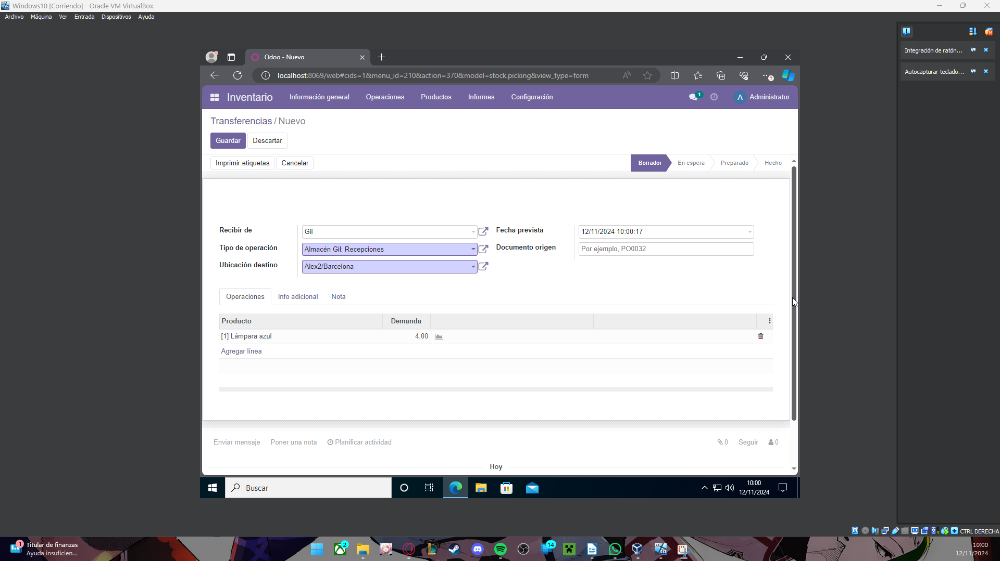 Windows10 [Corriendo] - Oracle VM VirtualBox
Archivo Máquina Ver Entrada Dispositivos Ayuda
Integración de ratón...
Autocapturar teclado...
Odoo - Nuevo
localhost:8069/web#cids=1&menu_id=210&action=370&model=stock.picking&view_type=form
Inventario Información general Operaciones Productos Informes Configuración 1 A Administrator
Transferencias / Nuevo
Guardar Descartar
Imprimir etiquetas Cancelar Borrador En espera Preparado Hecho
Recibir de Gil Fecha prevista 12/11/2024 10:00:17
Tipo de operación Almacén Gil: Recepciones Documento origen Por ejemplo, PO0032
Ubicación destino Alex2/Barcelona
Operaciones Info adicional Nota
Producto Demanda
[1] Lámpara azul 4,00
Agregar línea
Enviar mensaje Poner una nota Planificar actividad 0 Seguir 0
Hoy
Buscar
10:00
12/11/2024
CTRL DERECHA
1 Titular de finanzas
Ayuda insuficien...
2
14
10:00
12/11/2024